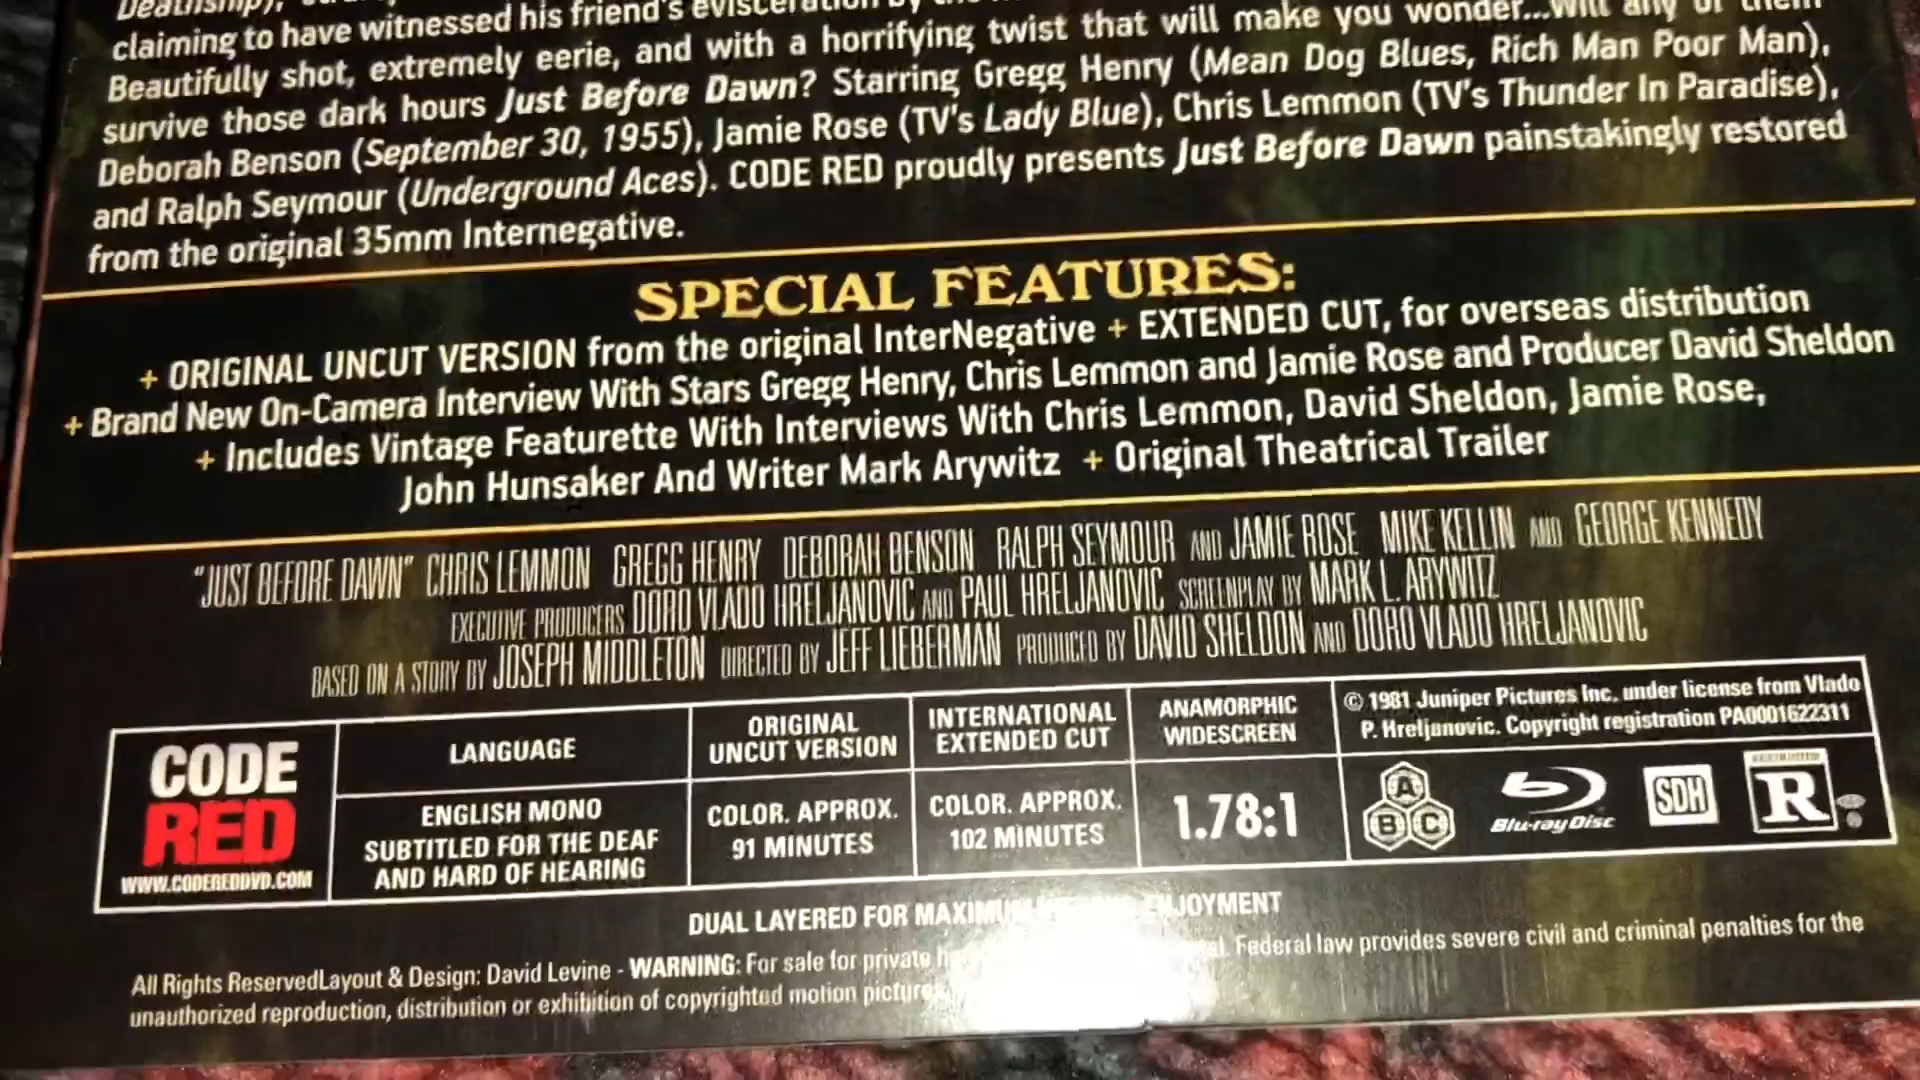 claiming to have witnessed his friend's evisceration by the
Beautifully shot, extremely eerie, and with a horrifying twist that will make you wonder...Will any of them
survive those dark hours Just Before Dawn? Starring Gregg Henry (Mean Dog Blues, Rich Man Poor Man),
Deborah Benson (September 30, 1955), Jamie Rose (TV's Lady Blue), Chris Lemmon (TV's Thunder In Paradise),
and Ralph Seymour (Underground Aces). CODE RED proudly presents Just Before Dawn painstakingly restored
from the original 35mm Internegative.
SPECIAL FEATURES:
+ ORIGINAL UNCUT VERSION from the original InterNegative + EXTENDED CUT, for overseas distribution
+ Brand New On-Camera Interview With Stars Gregg Henry, Chris Lemmon and Jamie Rose and Producer David Sheldon
+ Includes Vintage Featurette With Interviews With Chris Lemmon, David Sheldon, Jamie Rose,
John Hunsaker And Writer Mark Arywitz + Original Theatrical Trailer
"JUST BEFORE DAWN" CHRIS LEMMON GREGG HENRY DEBORAH BENSON RALPH SEYMOUR AND JAMIE ROSE MIKE KELLIN AND GEORGE KENNEDY
EXECUTIVE PRODUCERS DORO VLADO HRELJANOVIC AND PAUL HRELJANOVIC SCREENPLAY BY MARK L. ARYWITZ
BASED ON A STORY BY JOSEPH MIDDLETON DIRECTED BY JEFF LIEBERMAN PRODUCED BY DAVID SHELDON AND DORO VLADO HRELJANOVIC
CODE
RED
WWW.CODEREDDVD.COM
LANGUAGE
ENGLISH MONO
SUBTITLED FOR THE DEAF
AND HARD OF HEARING
ORIGINAL
UNCUT VERSION
COLOR. APPROX.
91 MINUTES
INTERNATIONAL
EXTENDED CUT
COLOR. APPROX.
102 MINUTES
ANAMORPHIC
WIDESCREEN
1.78:1
© 1981 Juniper Pictures Inc. under license from Vlado
P. Hreljanovic. Copyright registration PA0001622311
A
B C
Blu-ray Disc
SDH
R
DUAL LAYERED FOR ENJOYMENT
All Rights ReservedLayout & Design: David Levine - WARNING: For sale for private Federal law provides severe civil and criminal penalties for the
unauthorized reproduction, distribution or exhibition of copyrighted motion